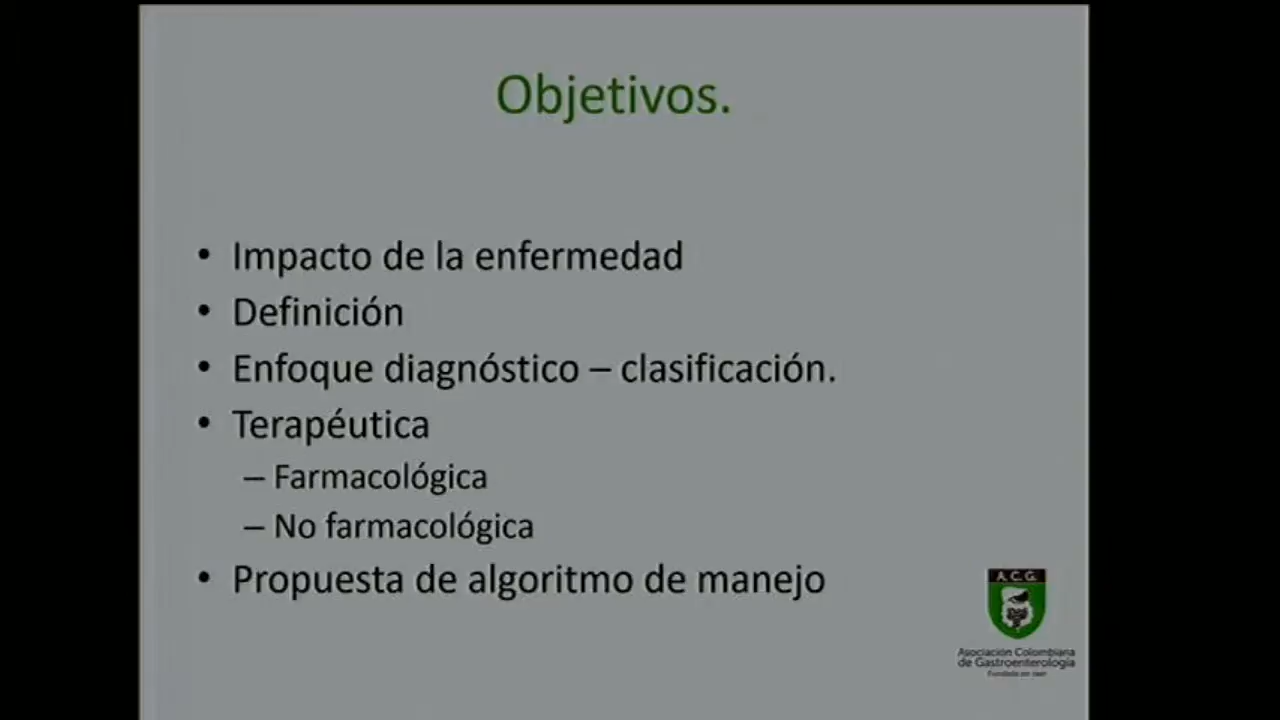 Objetivos.
• Impacto de la enfermedad
• Definición
• Enfoque diagnóstico – clasificación.
• Terapéutica
– Farmacológica
– No farmacológica
• Propuesta de algoritmo de manejo
A.C.G.
Asociación Colombiana
de Gastroenterología